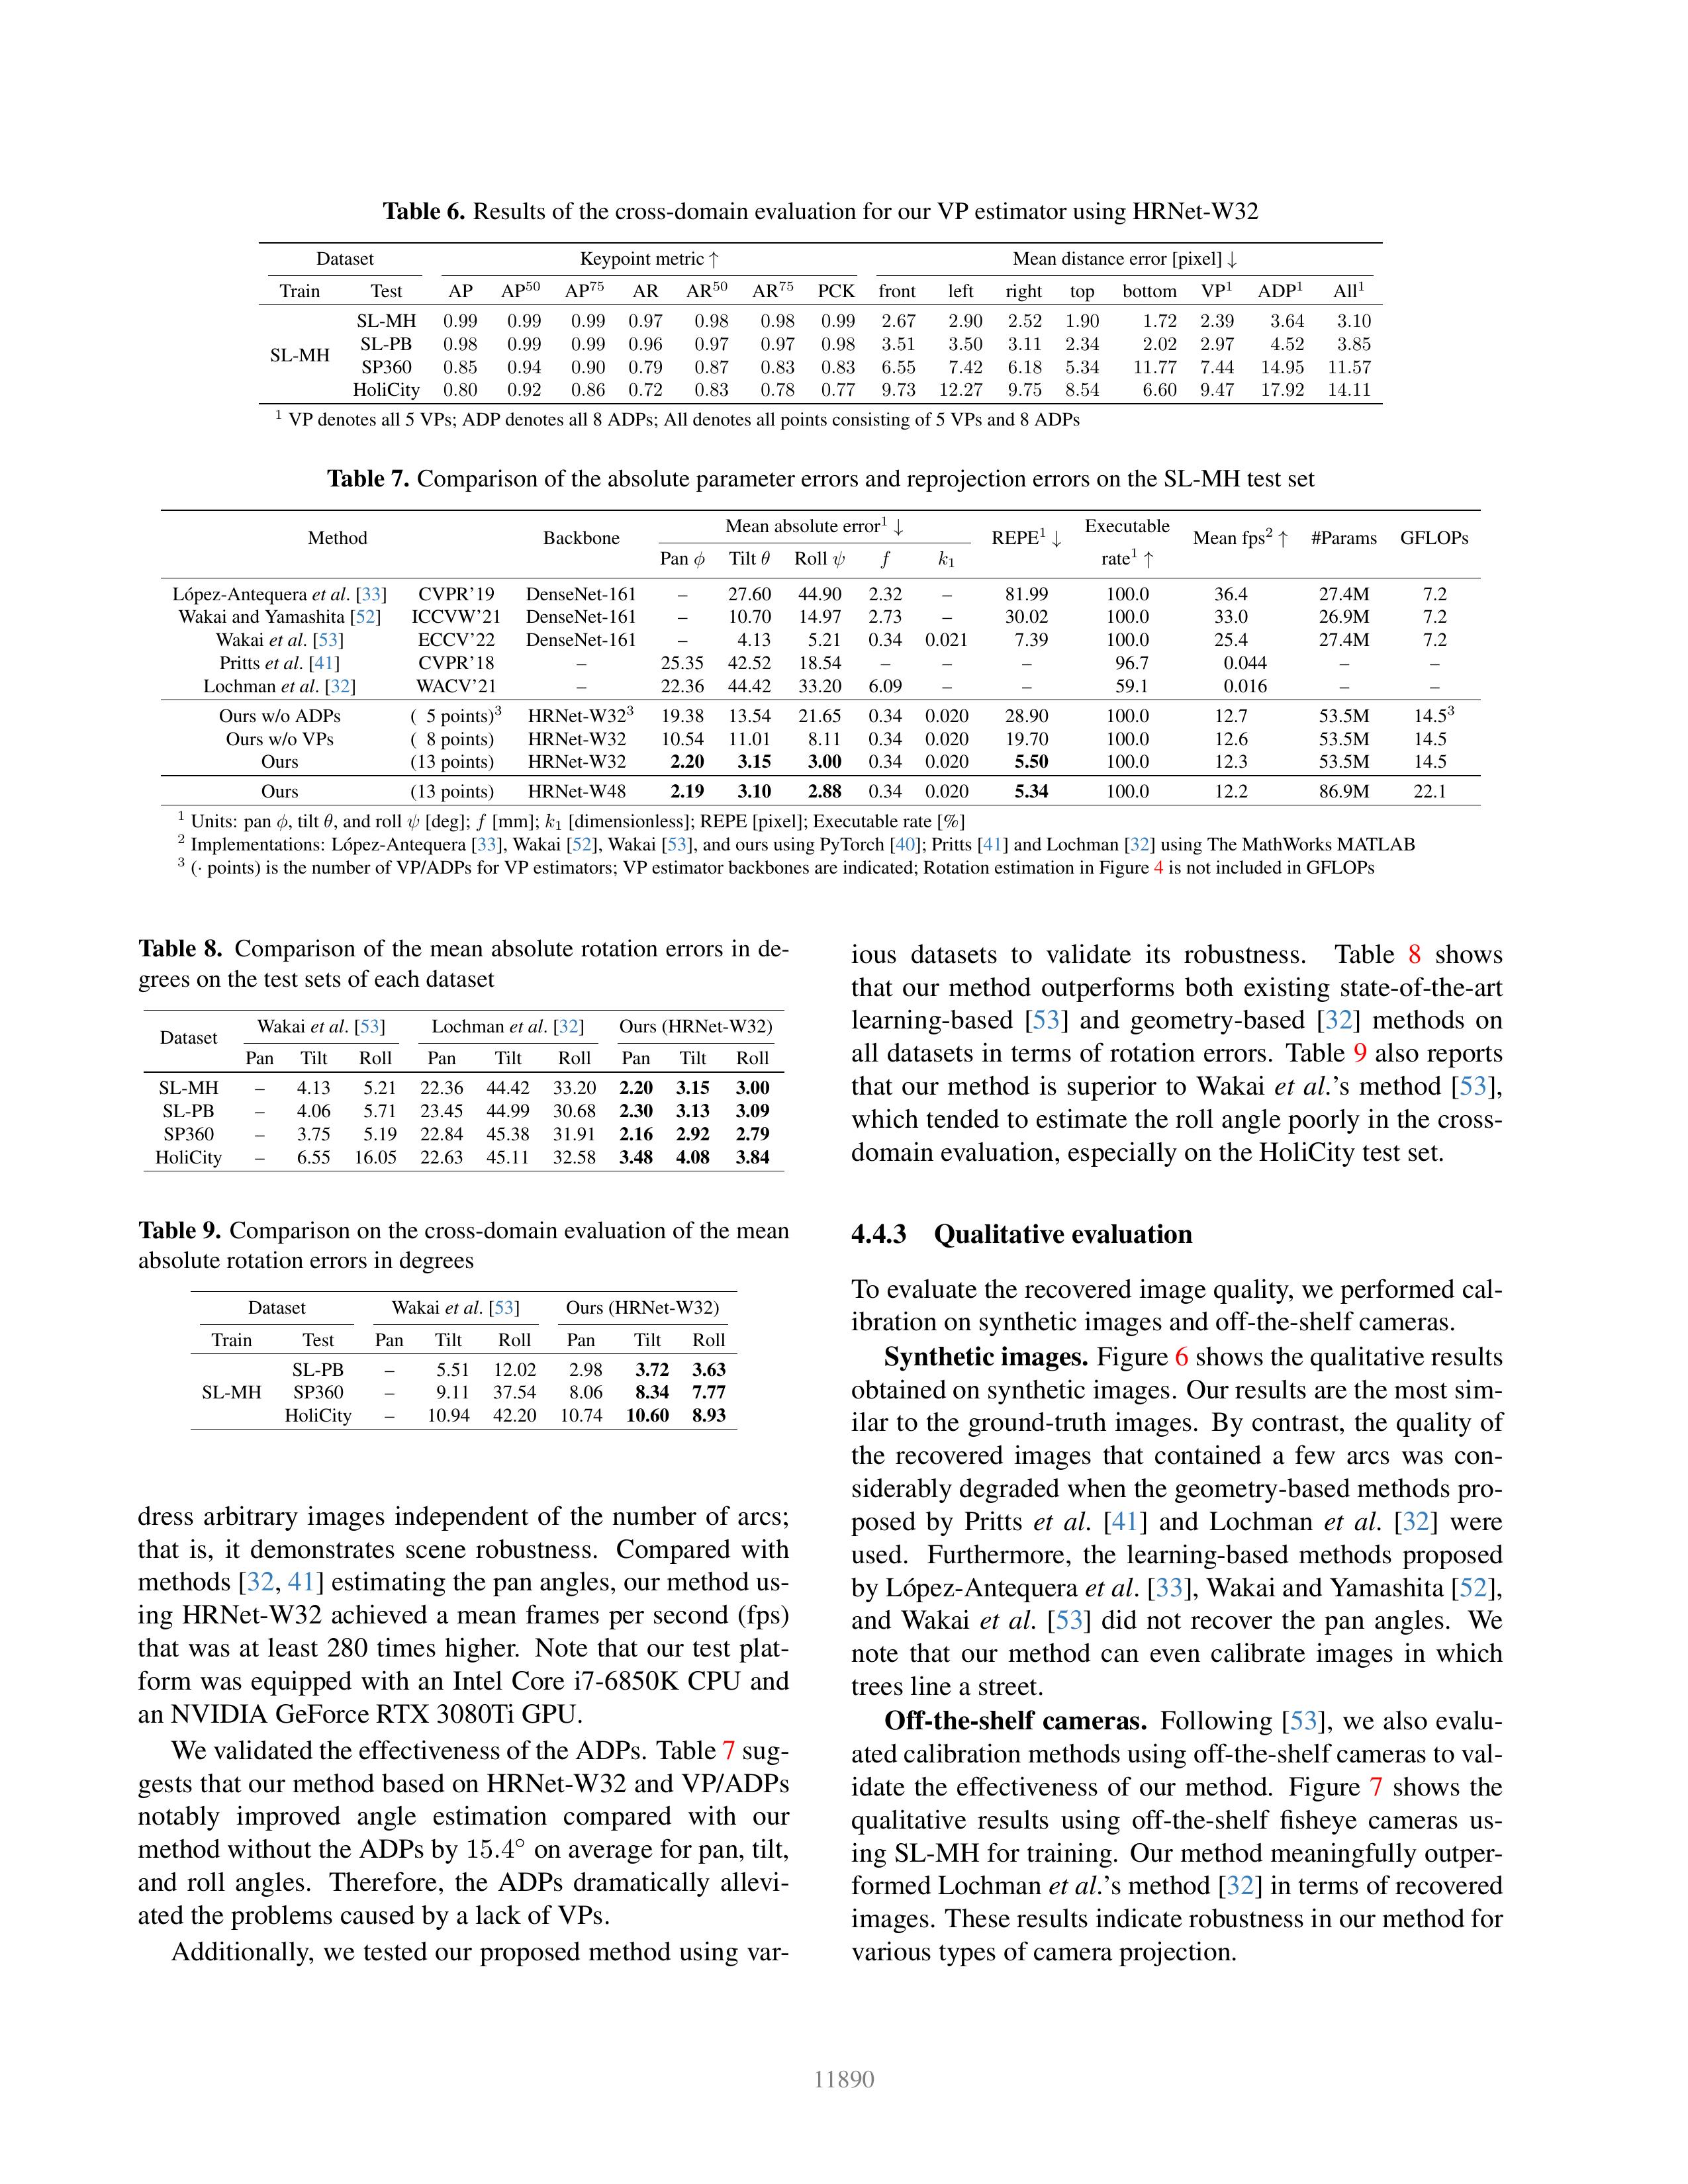 Table 6. Results of the cross-domain evaluation for our VP estimator using HRNet-W32
Dataset Keypoint metric ↑ Mean distance error [pixel] ↓
Train Test AP AP50 AP75 AR AR50 AR75 PCK front left right top bottom VP1 ADP1 All1
SL-MH 0.99 0.99 0.99 0.97 0.98 0.98 0.99 2.67 2.90 2.52 1.90 1.72 2.39 3.64 3.10
SL-PB 0.98 0.99 0.99 0.96 0.97 0.97 0.98 3.51 3.50 3.11 2.34 2.02 2.97 4.52 3.85
SL-MH
SP360 0.85 0.94 0.90 0.79 0.87 0.83 0.83 6.55 7.42 6.18 5.34 11.77 7.44 14.95 11.57
HoliCity 0.80 0.92 0.86 0.72 0.83 0.78 0.77 9.73 12.27 9.75 8.54 6.60 9.47 17.92 14.11
1 VP denotes all 5 VPs; ADP denotes all 8 ADPs; All denotes all points consisting of 5 VPs and 8 ADPs
Table 7. Comparison of the absolute parameter errors and reprojection errors on the SL-MH test set
Method Backbone Mean absolute error1 ↓ REPE1 ↓ Executable Mean fps2 ↑ #Params GFLOPs
Pan ϕ Tilt θ Roll ψ f k1 rate1 ↑
López-Antequera et al. [33] CVPR'19 DenseNet-161 – 27.60 44.90 2.32 – 81.99 100.0 36.4 27.4M 7.2
Wakai and Yamashita [52] ICCVW'21 DenseNet-161 – 10.70 14.97 2.73 – 30.02 100.0 33.0 26.9M 7.2
Wakai et al. [53] ECCV'22 DenseNet-161 – 4.13 5.21 0.34 0.021 7.39 100.0 25.4 27.4M 7.2
Pritts et al. [41] CVPR'18 – 25.35 42.52 18.54 – – – 96.7 0.044 – –
Lochman et al. [32] WACV'21 – 22.36 44.42 33.20 6.09 – – 59.1 0.016 – –
Ours w/o ADPs ( 5 points)3 HRNet-W323 19.38 13.54 21.65 0.34 0.020 28.90 100.0 12.7 53.5M 14.53
Ours w/o VPs ( 8 points) HRNet-W32 10.54 11.01 8.11 0.34 0.020 19.70 100.0 12.6 53.5M 14.5
Ours (13 points) HRNet-W32 2.20 3.15 3.00 0.34 0.020 5.50 100.0 12.3 53.5M 14.5
Ours (13 points) HRNet-W48 2.19 3.10 2.88 0.34 0.020 5.34 100.0 12.2 86.9M 22.1
1 Units: pan ϕ, tilt θ, and roll ψ [deg]; f [mm]; k1 [dimensionless]; REPE [pixel]; Executable rate [%]
2 Implementations: López-Antequera [33], Wakai [52], Wakai [53], and ours using PyTorch [40]; Pritts [41] and Lochman [32] using The MathWorks MATLAB
3 (· points) is the number of VP/ADPs for VP estimators; VP estimator backbones are indicated; Rotation estimation in Figure 4 is not included in GFLOPs
Table 8. Comparison of the mean absolute rotation errors in de-
grees on the test sets of each dataset
Dataset Wakai et al. [53] Lochman et al. [32] Ours (HRNet-W32)
Pan Tilt Roll Pan Tilt Roll Pan Tilt Roll
SL-MH – 4.13 5.21 22.36 44.42 33.20 2.20 3.15 3.00
SL-PB – 4.06 5.71 23.45 44.99 30.68 2.30 3.13 3.09
SP360 – 3.75 5.19 22.84 45.38 31.91 2.16 2.92 2.79
HoliCity – 6.55 16.05 22.63 45.11 32.58 3.48 4.08 3.84
Table 9. Comparison on the cross-domain evaluation of the mean
absolute rotation errors in degrees
Dataset Wakai et al. [53] Ours (HRNet-W32)
Train Test Pan Tilt Roll Pan Tilt Roll
SL-PB – 5.51 12.02 2.98 3.72 3.63
SL-MH SP360 – 9.11 37.54 8.06 8.34 7.77
HoliCity – 10.94 42.20 10.74 10.60 8.93
dress arbitrary images independent of the number of arcs;
that is, it demonstrates scene robustness. Compared with
methods [32, 41] estimating the pan angles, our method us-
ing HRNet-W32 achieved a mean frames per second (fps)
that was at least 280 times higher. Note that our test plat-
form was equipped with an Intel Core i7-6850K CPU and
an NVIDIA GeForce RTX 3080Ti GPU.
We validated the effectiveness of the ADPs. Table 7 sug-
gests that our method based on HRNet-W32 and VP/ADPs
notably improved angle estimation compared with our
method without the ADPs by 15.4° on average for pan, tilt,
and roll angles. Therefore, the ADPs dramatically allevi-
ated the problems caused by a lack of VPs.
Additionally, we tested our proposed method using var-
ious datasets to validate its robustness. Table 8 shows
that our method outperforms both existing state-of-the-art
learning-based [53] and geometry-based [32] methods on
all datasets in terms of rotation errors. Table 9 also reports
that our method is superior to Wakai et al.'s method [53],
which tended to estimate the roll angle poorly in the cross-
domain evaluation, especially on the HoliCity test set.
4.4.3 Qualitative evaluation
To evaluate the recovered image quality, we performed cal-
ibration on synthetic images and off-the-shelf cameras.
Synthetic images. Figure 6 shows the qualitative results
obtained on synthetic images. Our results are the most sim-
ilar to the ground-truth images. By contrast, the quality of
the recovered images that contained a few arcs was con-
siderably degraded when the geometry-based methods pro-
posed by Pritts et al. [41] and Lochman et al. [32] were
used. Furthermore, the learning-based methods proposed
by López-Antequera et al. [33], Wakai and Yamashita [52],
and Wakai et al. [53] did not recover the pan angles. We
note that our method can even calibrate images in which
trees line a street.
Off-the-shelf cameras. Following [53], we also evalu-
ated calibration methods using off-the-shelf cameras to val-
idate the effectiveness of our method. Figure 7 shows the
qualitative results using off-the-shelf fisheye cameras us-
ing SL-MH for training. Our method meaningfully outper-
formed Lochman et al.'s method [32] in terms of recovered
images. These results indicate robustness in our method for
various types of camera projection.
11890